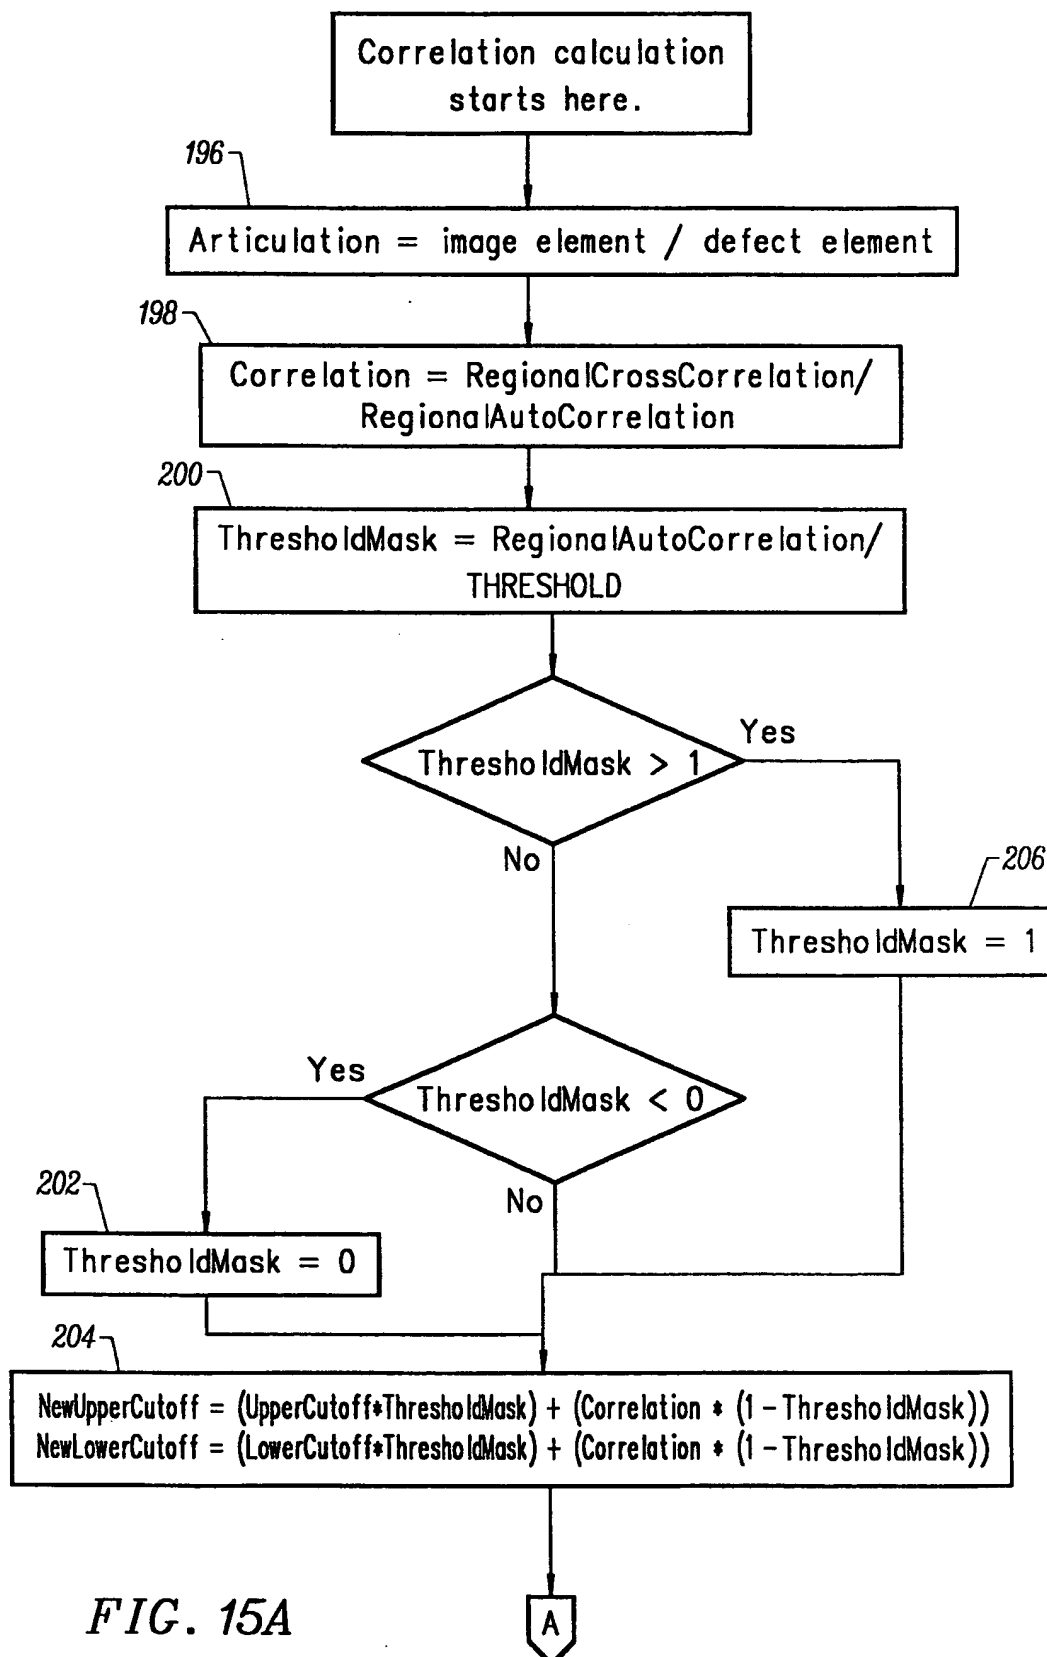 Correlation calculation
starts here.
196
Articulation = image element / defect element
198
Correlation = RegionalCrossCorrelation/
RegionalAutoCorrelation
200
ThresholdMask = RegionalAutoCorrelation/
THRESHOLD
ThresholdMask > 1
Yes
No
206
ThresholdMask = 1
Yes
ThresholdMask < 0
No
202
ThresholdMask = 0
204
NewUpperCutoff = (UpperCutoff*ThresholdMask) + (Correlation * (1-ThresholdMask))
NewLowerCutoff = (LowerCutoff*ThresholdMask) + (Correlation * (1-ThresholdMask))
FIG. 15A
A